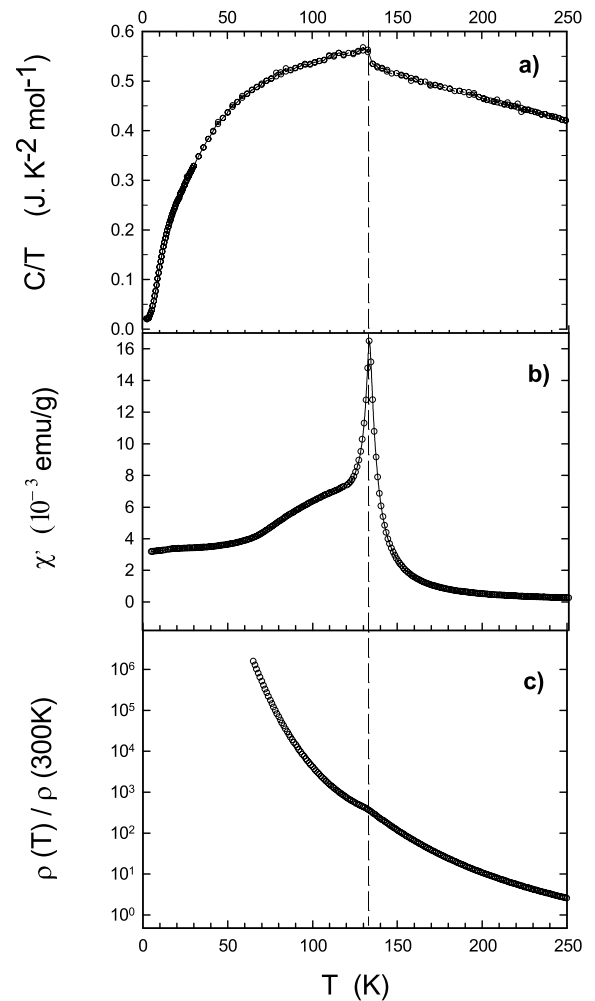 0 50 100 150 200 250
0.6
a)
0.5
0.4
0.3
0.2
0.1
0.0
C/T (J. K-2 mol-1)
16
b)
14
12
10
8
6
4
2
0
χ' (10⁻³ emu/g)
10⁶
c)
10⁵
10⁴
10³
10²
10¹
10⁰
ρ (T) / ρ (300K)
0 50 100 150 200 250
T (K)